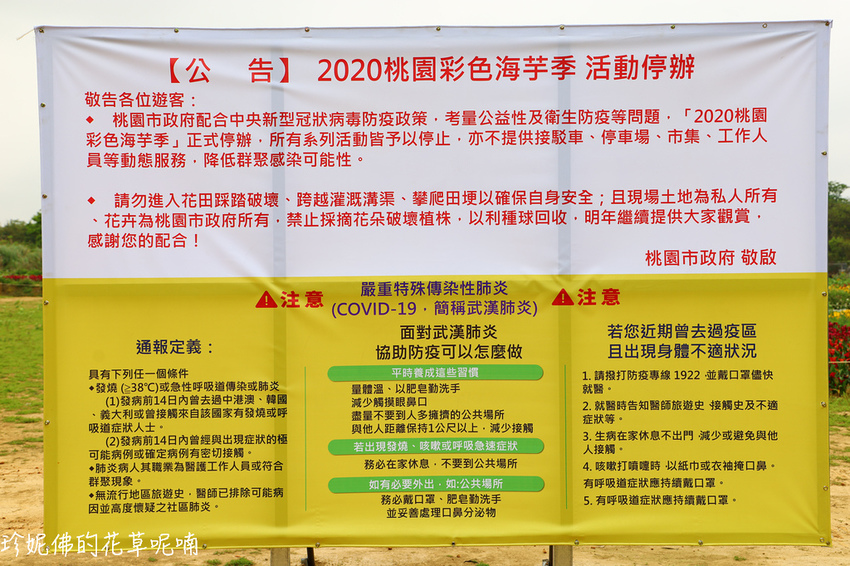 【公 告】 2020桃園彩色海芋季 活動停辦
敬告各位遊客：
◆ 桃園市政府配合中央新型冠狀病毒防疫政策，考量公益性及衛生防疫等問題，「2020桃園
彩色海芋季」正式停辦，所有系列活動皆予以停止，亦不提供接駁車、停車場、市集、工作人
員等動態服務，降低群聚感染可能性。
◆ 請勿進入花田踩踏破壞、跨越灌溉溝渠、攀爬田埂以確保自身安全；且現場土地為私人所有
、花卉為桃園市政府所有，禁止採摘花朵破壞植株，以利種球回收，明年繼續提供大家觀賞，
感謝您的配合！
桃園市政府 敬啟
嚴重特殊傳染性肺炎
(COVID-19，簡稱武漢肺炎)
注意
注意
通報定義：
具有下列任一個條件
◆發燒 (≧38℃)或急性呼吸道傳染或肺炎
(1)發病前14日內曾去過中港澳、韓國
、義大利或曾接觸來自該國家有發燒或呼
吸道症狀人士。
(2)發病前14日內曾經與出現症狀的極
可能病例或確定病例有密切接觸。
◆肺炎病人其職業為醫護工作人員或符合
群聚現象。
◆無流行地區旅遊史，醫師已排除可能病
因並高度懷疑之社區肺炎。
面對武漢肺炎
協助防疫可以怎麼做
平時養成這些習慣
量體溫、以肥皂勤洗手
減少觸摸眼鼻口
盡量不要到人多擁擠的公共場所
與他人距離保持1公尺以上，減少接觸
若出現發燒、咳嗽或呼吸急速症狀
務必在家休息，不要到公共場所
如有必要外出，如:公共場所
務必戴口罩、肥皂勤洗手
並妥善處理口鼻分泌物
若您近期曾去過疫區
且出現身體不適狀況
1. 請撥打防疫專線 1922，並戴口罩儘快
就醫。
2. 就醫時告知醫師旅遊史、接觸史及不適
症狀等。
3. 生病在家休息不出門，減少或避免與他
人接觸。
4. 咳嗽打噴嚏時，以紙巾或衣袖掩口鼻。
有呼吸道症狀應持續戴口罩。
5. 有呼吸道症狀應持續戴口罩。
珍妮佛的花草呢喃